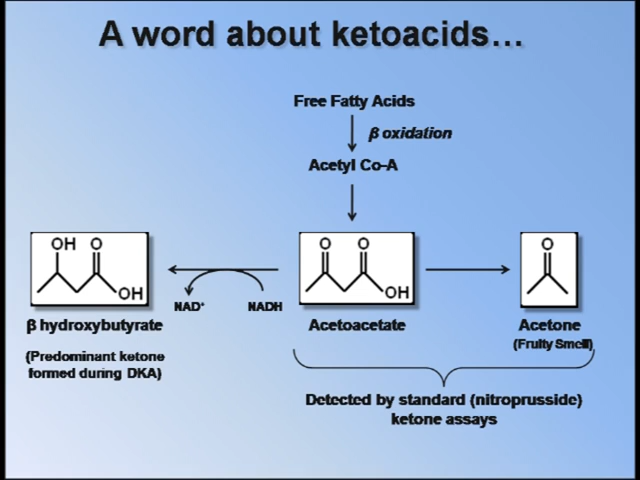 A word about ketoacids...
Free Fatty Acids
β oxidation
Acetyl Co-A
OH O
OH
O O
OH
O
NAD⁺
NADH
β hydroxybutyrate
Acetoacetate
Acetone
(Fruity Smell)
(Predominant ketone
formed during DKA)
Detected by standard (nitroprusside)
ketone assays